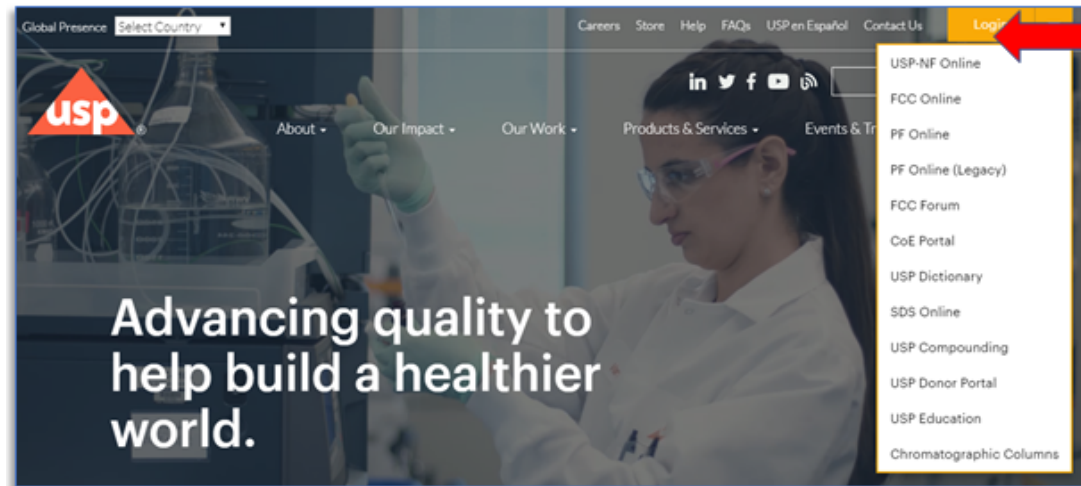 Global Presence Select Country
Careers Store Help FAQs USP en Español Contact Us
usp
®
About Our Impact Our Work Products & Services
Advancing quality to
help build a healthier
world.
USP-NF Online
FCC Online
PF Online
PF Online (Legacy)
FCC Forum
CoE Portal
USP Dictionary
SDS Online
USP Compounding
USP Donor Portal
USP Education
Chromatographic Columns